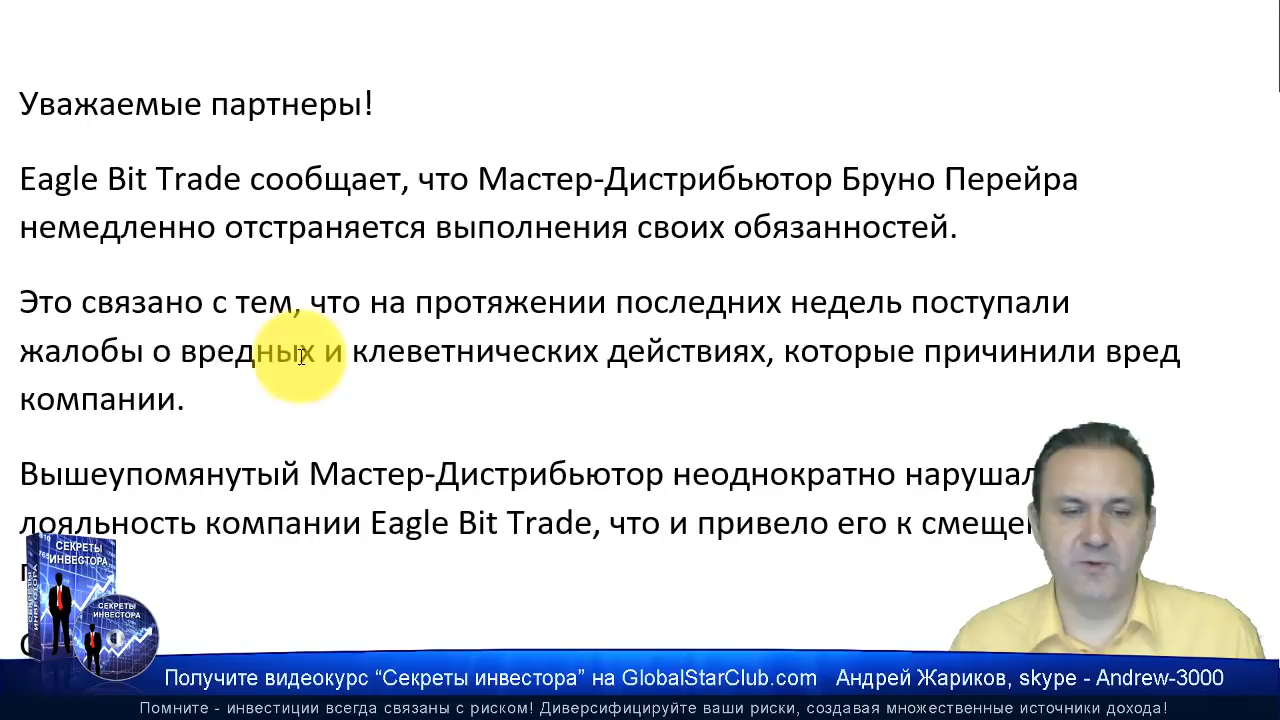 Уважаемые партнеры!
Eagle Bit Trade сообщает, что Мастер-Дистрибьютор Бруно Перейра
немедленно отстраняется выполнения своих обязанностей.
Это связано с тем, что на протяжении последних недель поступали
жалобы о вредных и клеветнических действиях, которые причинили вред
компании.
Вышеупомянутый Мастер-Дистрибьютор неоднократно
лояльность компании Eagle Bit Trade, что и привело его к
СЕКРЕТЫ
ИНВЕСТОРА
СЕКРЕТЫ
ИНВЕСТОРА
Получите видеокурс “Секреты инвестора” на GlobalStarClub.com Андрей Жариков, skype - Andrew-3000
Помните - инвестиции всегда связаны с риском! Диверсифицируйте ваши риски, создавая множественные источники дохода!